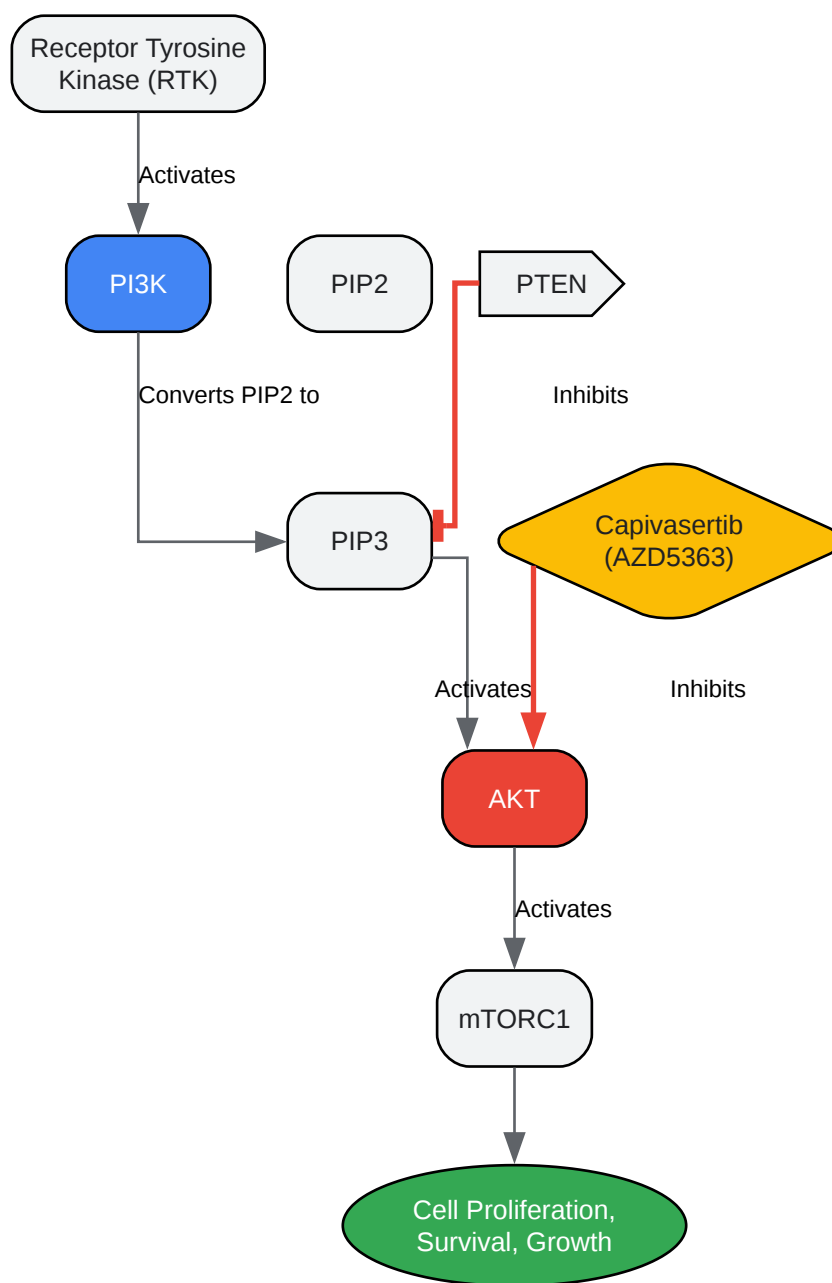 Receptor Tyrosine
Kinase (RTK)
Activates
PI3K
PIP2
PTEN
Converts PIP2 to
Inhibits
PIP3
Capivasertib
(AZD5363)
Activates
Inhibits
AKT
Activates
mTORC1
Cell Proliferation,
Survival, Growth